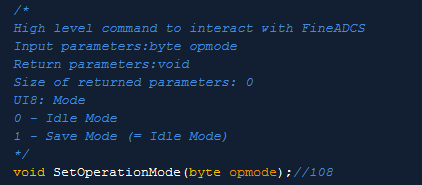 /*
High level command to interact with FineADCS
Input parameters:byte opmode
Return parameters:void
Size of returned parameters: 0
UI8: Mode
0 - Idle Mode
1 - Save Mode (= Idle Mode)
*/
void SetOperationMode(byte opmode);//108